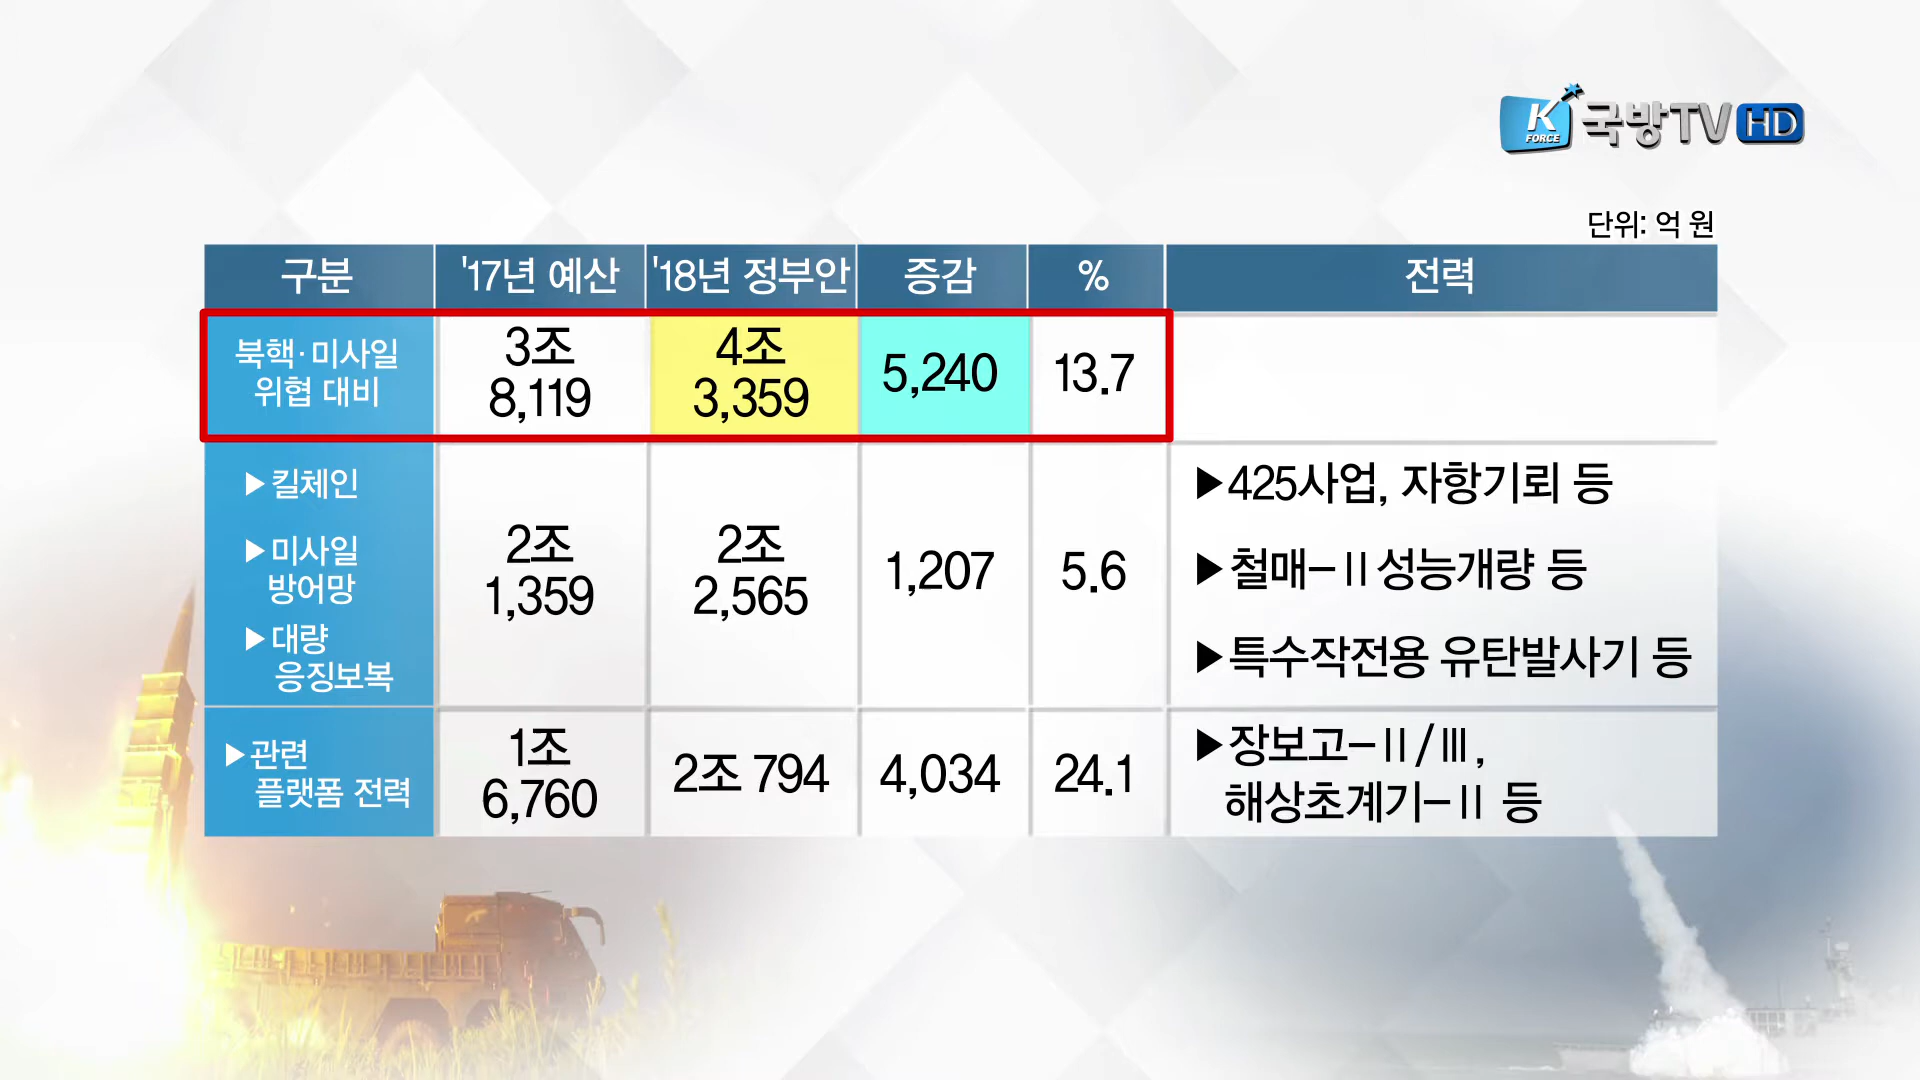 K
FORCE
국방TV HD
단위: 억 원
구분 '17년 예산 '18년 정부안 증감 % 전력
북핵·미사일
위협 대비
3조
8,119
4조
3,359
5,240
13.7
▶킬체인
▶미사일
방어망
▶대량
응징보복
2조
1,359
2조
2,565
1,207
5.6
▶425사업, 자항기뢰 등
▶철매-Ⅱ성능개량 등
▶특수작전용 유탄발사기 등
▶관련
플랫폼 전력
1조
6,760
2조 794
4,034
24.1
▶장보고-Ⅱ/Ⅲ,
해상초계기-Ⅱ 등